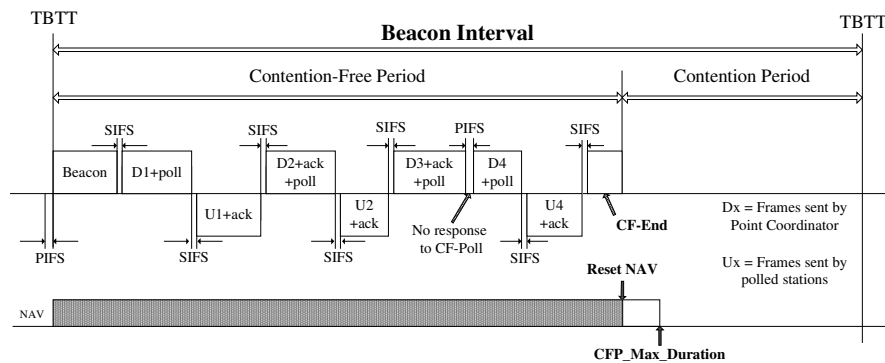 TBTT
TBTT
Beacon Interval
Contention-Free Period
Contention Period
SIFS
SIFS
SIFS
PIFS
SIFS
Beacon
D1+poll
D2+ack
+poll
D3+ack
+poll
D4
+poll
U1+ack
U2
+ack
U4
+ack
No response
to CF-Poll
CF-End
Dx = Frames sent by
Point Coordinator
PIFS
SIFS
SIFS
SIFS
Ux = Frames sent by
polled stations
Reset NAV
NAV
CFP_Max_Duration